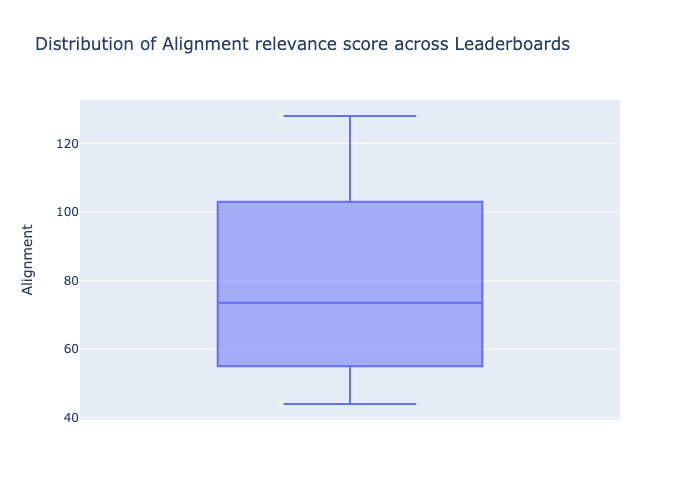 Distribution of Alignment relevance score across Leaderboards
120
100
80
60
40
Alignment